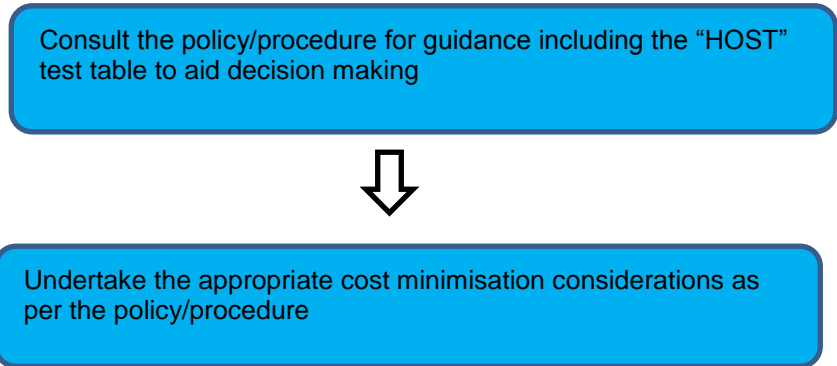 Consult the policy/procedure for guidance including the “HOST”
test table to aid decision making
Undertake the appropriate cost minimisation considerations as
per the policy/procedure